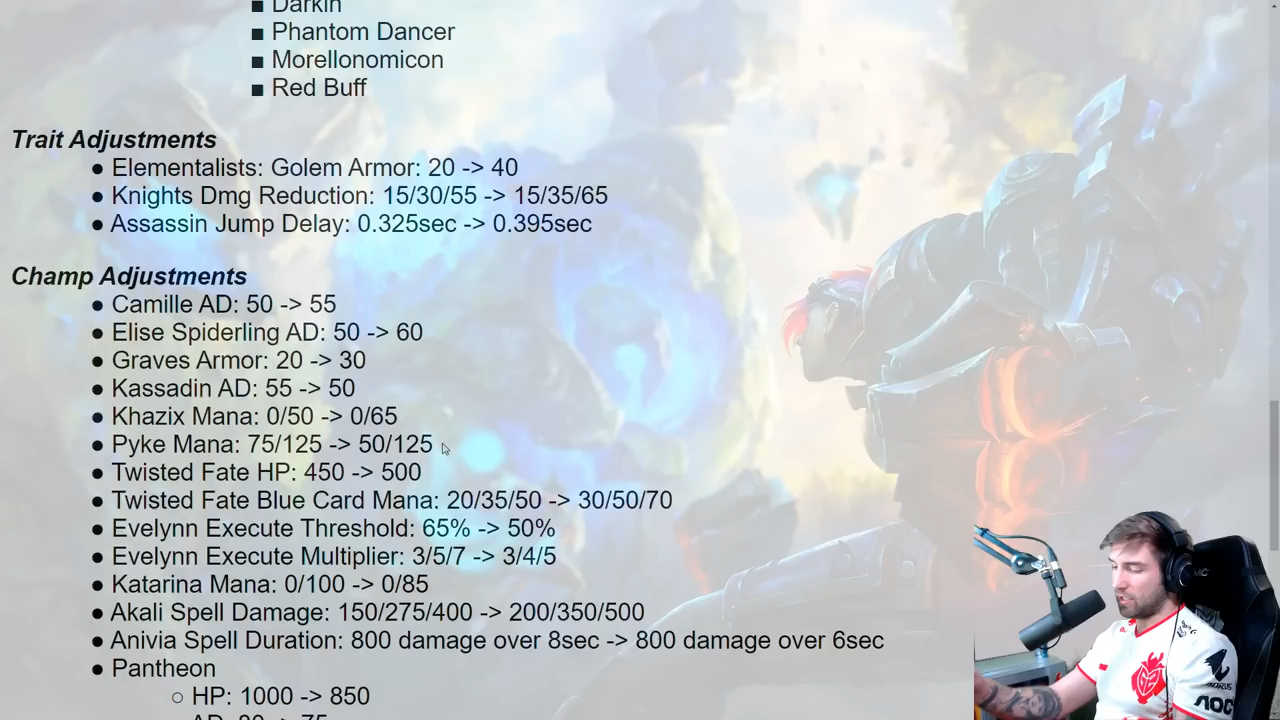 ■ Darkin
■ Phantom Dancer
■ Morellonomicon
■ Red Buff
Trait Adjustments
● Elementalists: Golem Armor: 20 -> 40
● Knights Dmg Reduction: 15/30/55 -> 15/35/65
● Assassin Jump Delay: 0.325sec -> 0.395sec
Champ Adjustments
● Camille AD: 50 -> 55
● Elise Spiderling AD: 50 -> 60
● Graves Armor: 20 -> 30
● Kassadin AD: 55 -> 50
● Khazix Mana: 0/50 -> 0/65
● Pyke Mana: 75/125 -> 50/125
● Twisted Fate HP: 450 -> 500
● Twisted Fate Blue Card Mana: 20/35/50 -> 30/50/70
● Evelynn Execute Threshold: 65% -> 50%
● Evelynn Execute Multiplier: 3/5/7 -> 3/4/5
● Katarina Mana: 0/100 -> 0/85
● Akali Spell Damage: 150/275/400 -> 200/350/500
● Anivia Spell Duration: 800 damage over 8sec -> 800 damage over 6sec
● Pantheon
○ HP: 1000 -> 850
AD: 80 -> 75
AORUS
AOC